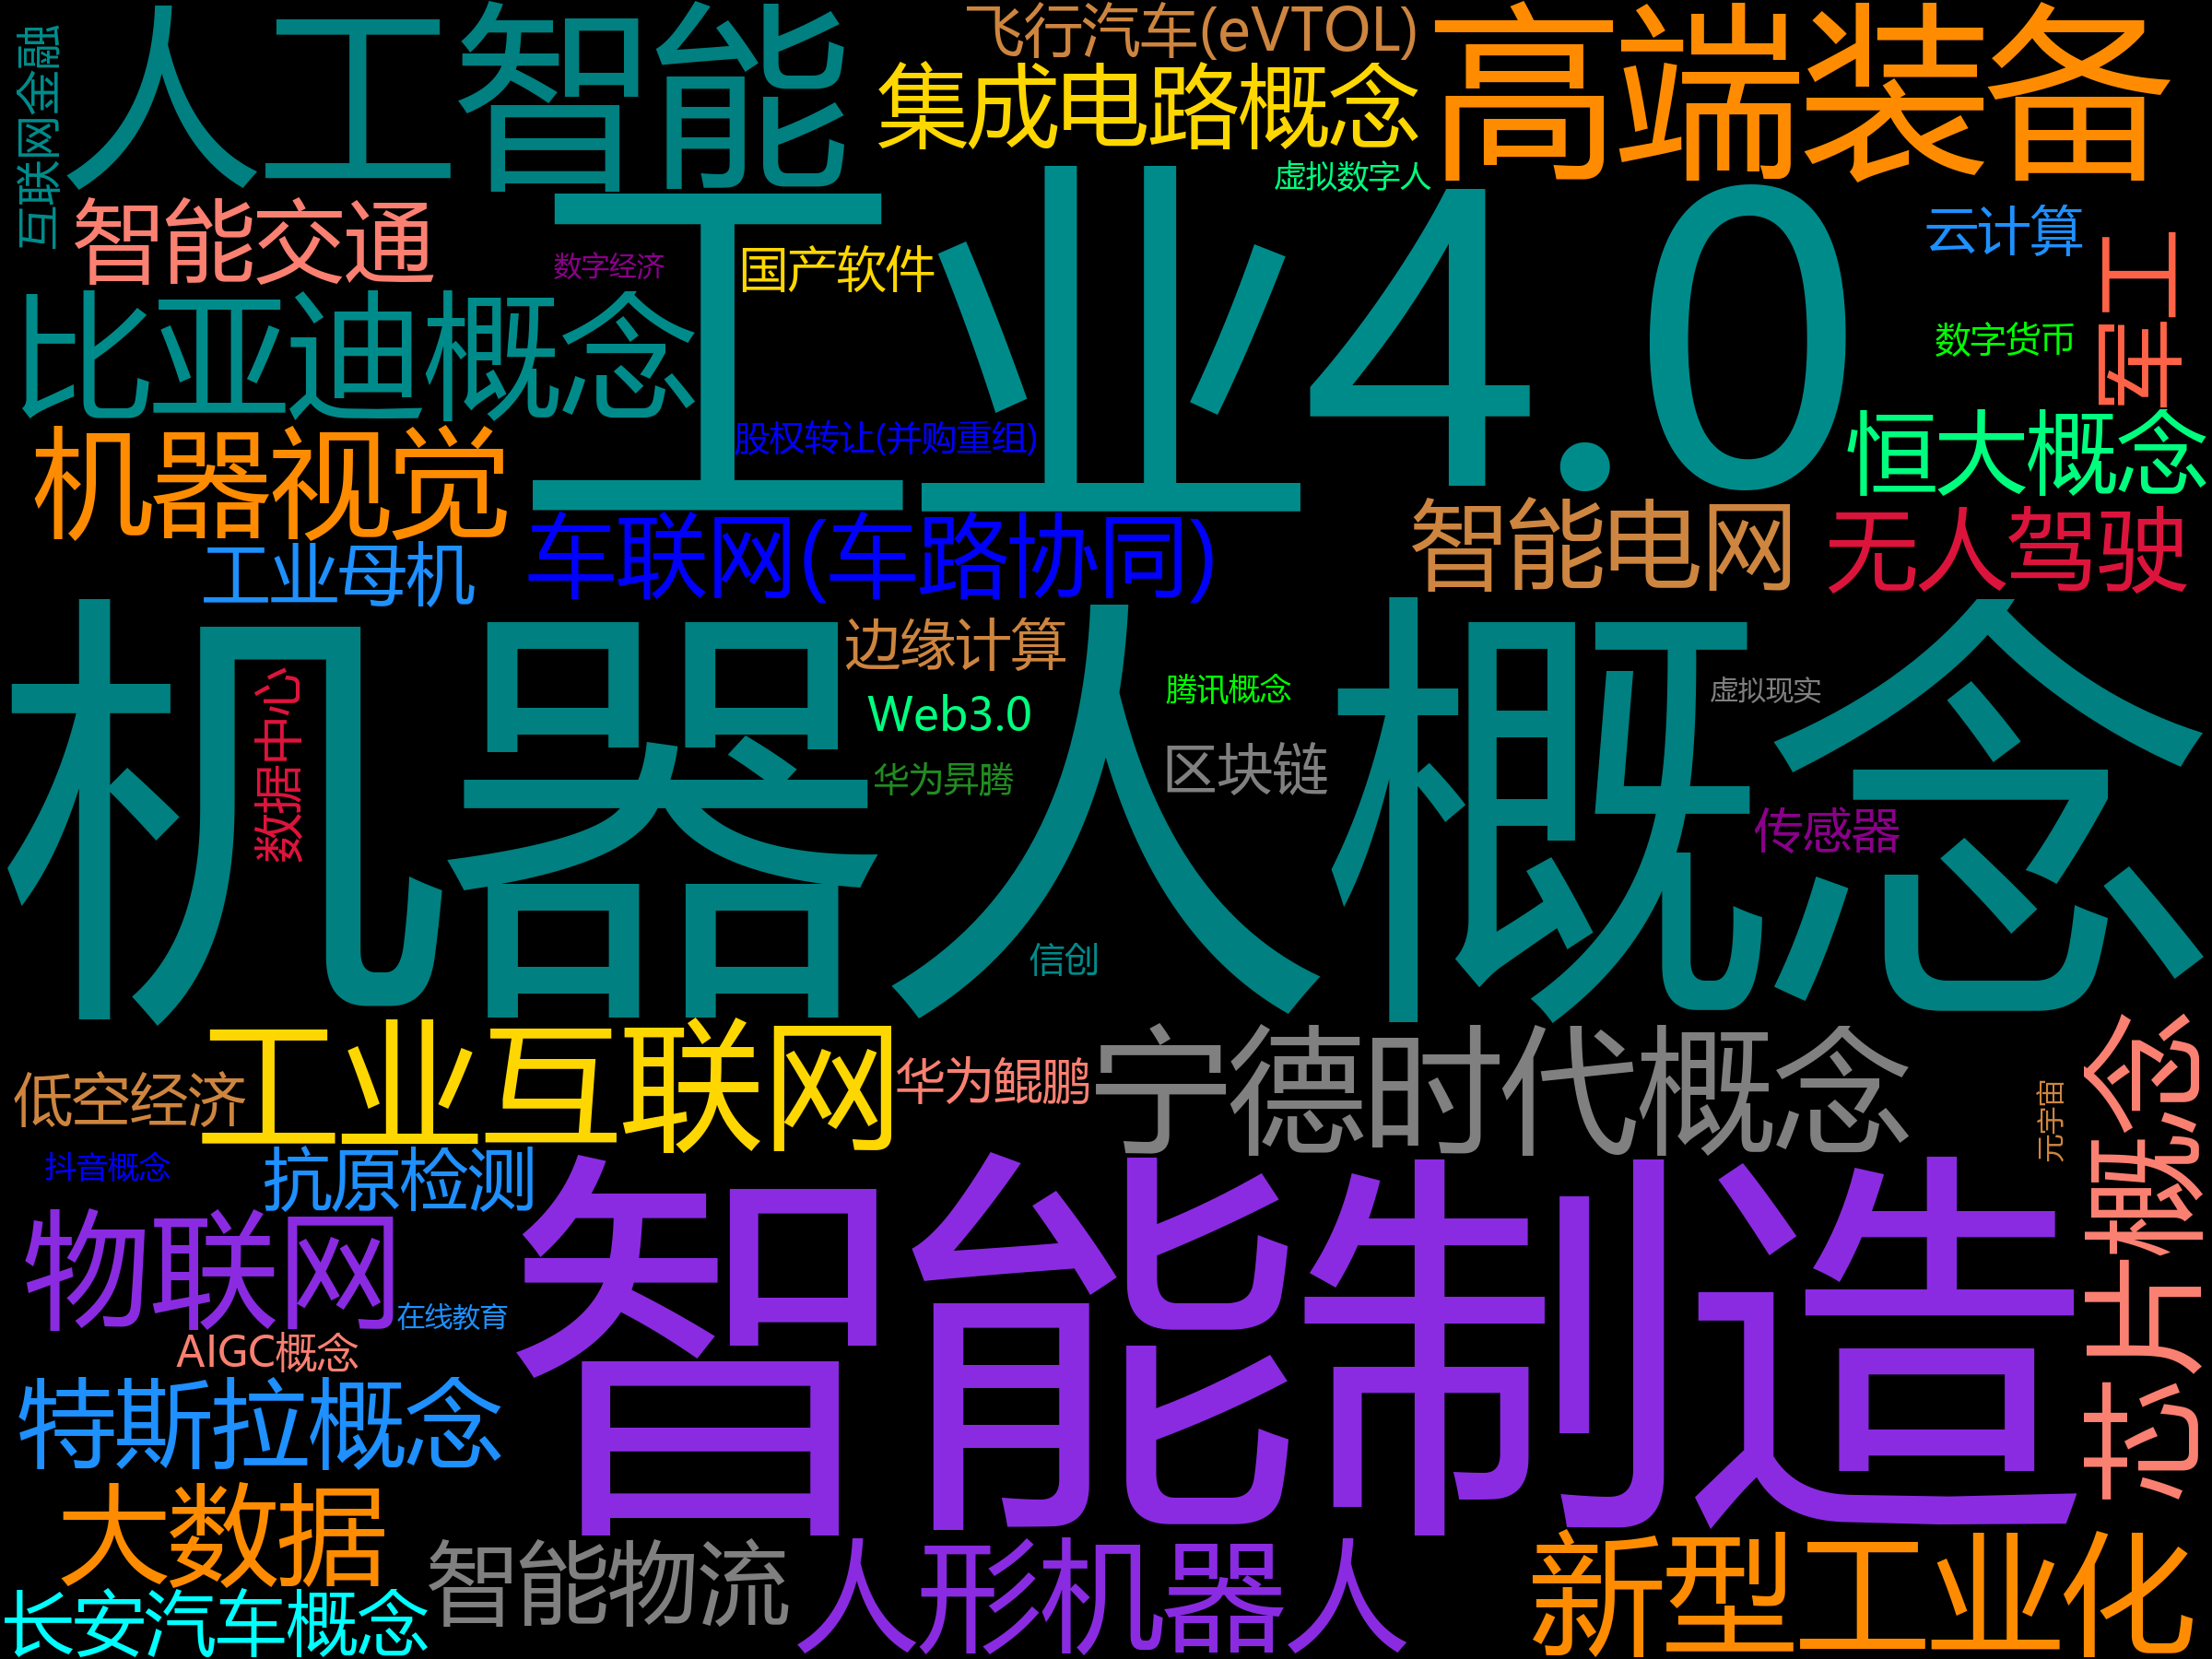 互联网金融
人工智能
飞行汽车(eVTOL)
高端装备
集成电路概念
虚拟数字人
智能交通
工业4.0
云计算
军工
数字经济
国产软件
比亚迪概念
数字货币
机器视觉
股权转让(并购重组)
恒大概念
工业母机
车联网(车路协同)
智能电网
无人驾驶
机器人概念
边缘计算
数据中心
Web3.0
腾讯概念
虚拟现实
华为昇腾
区块链
传感器
信创
低空经济
工业互联网
华为鲲鹏
宁德时代概念
元宇宙
芯片概念
抖音概念
抗原检测
智能制造
物联网
在线教育
AIGC概念
特斯拉概念
大数据
智能物流
人形机器人
新型工业化
长安汽车概念